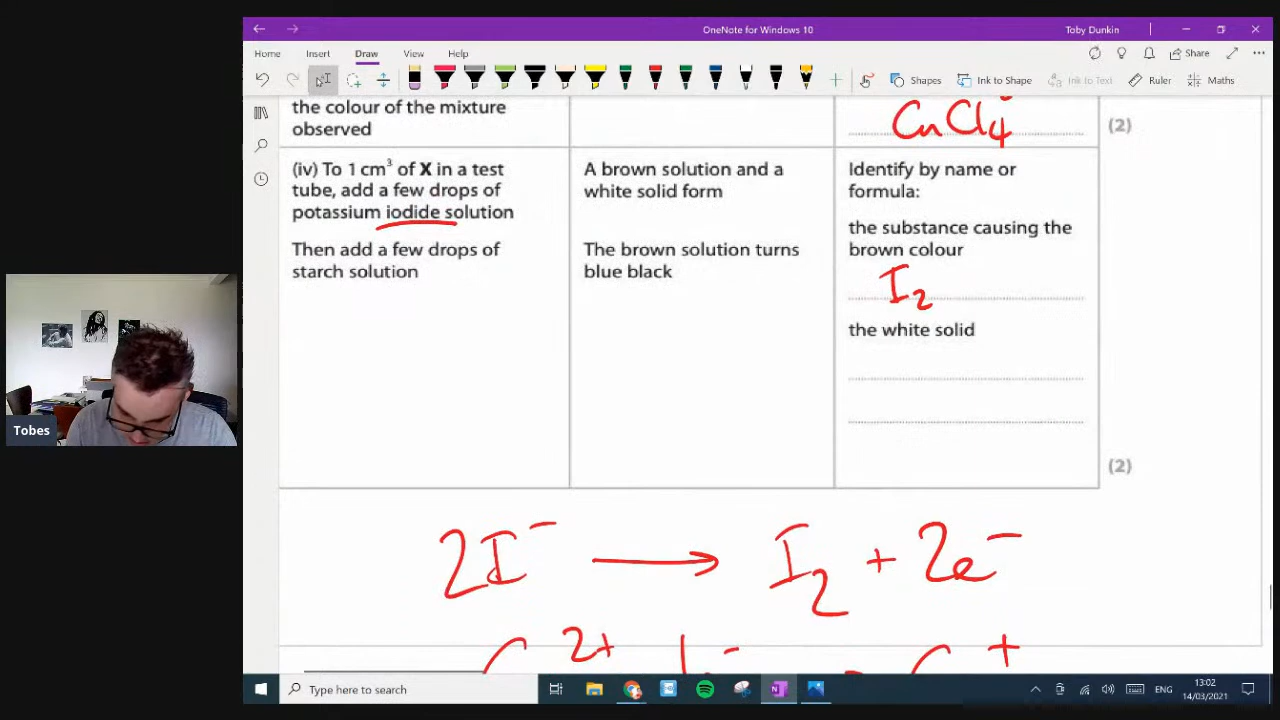 OneNote for Windows 10
Toby Dunkin
Home Insert Draw View Help
Share
Shapes
Ink to Shape
Ink to Text
Ruler
Maths
the colour of the mixture
observed
CuCl4
(2)
(iv) To 1 cm³ of X in a test
tube, add a few drops of
potassium iodide solution
Then add a few drops of
starch solution
A brown solution and a
white solid form
The brown solution turns
blue black
Identify by name or
formula:
the substance causing the
brown colour
I2
the white solid
(2)
2I⁻ → I2 + 2e⁻
Tobes
Type here to search
ENG
13:02
14/03/2021